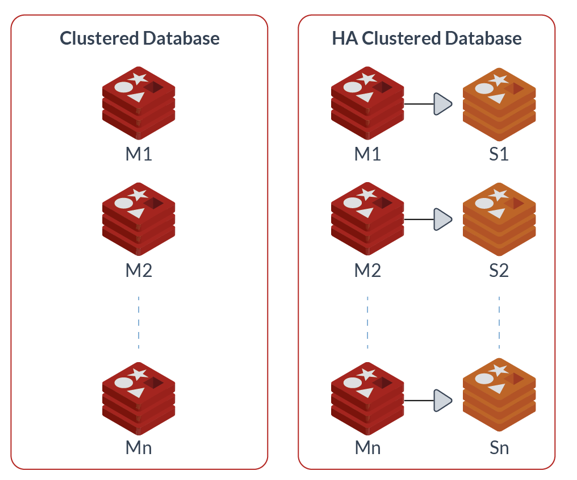 Clustered Database
M1
M2
Mn
HA Clustered Database
M1 S1
M2 S2
Mn Sn